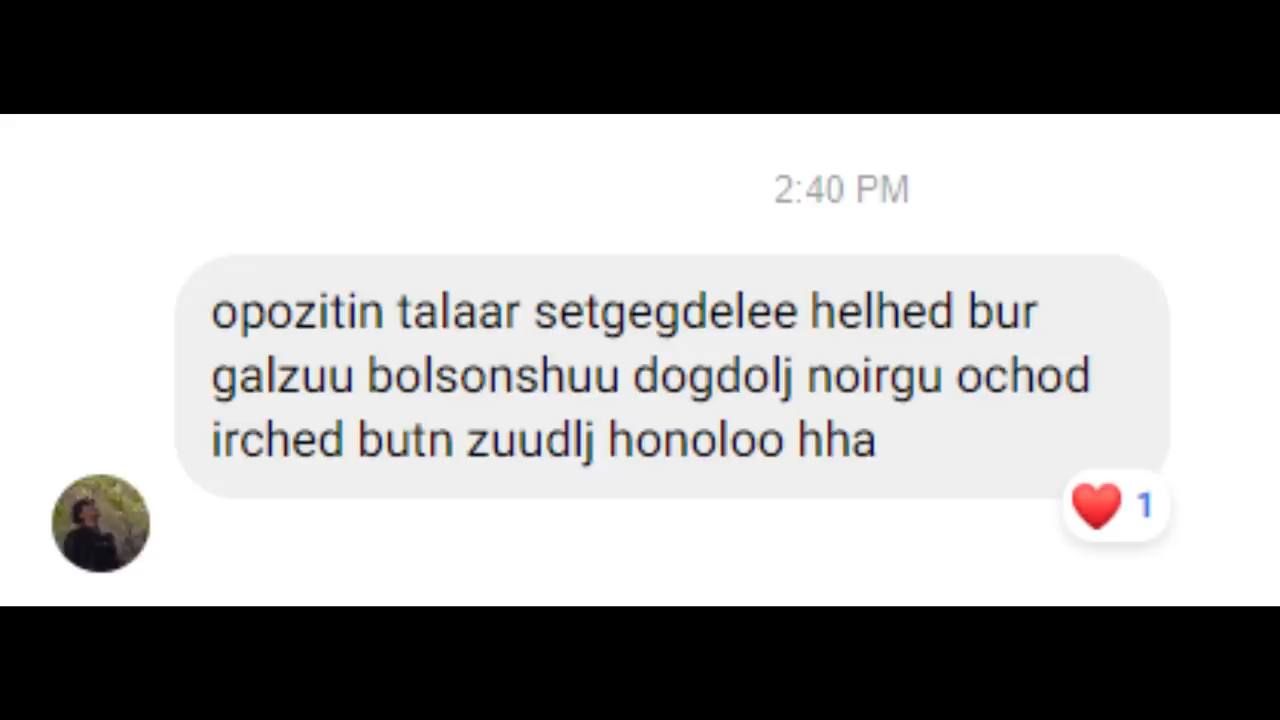 2:40 PM
opozitin talaar setgegdelee helhed bur
galzuu bolsonshuu dogdolj noirgu ochod
irched butn zuudlj honoloo hha
1